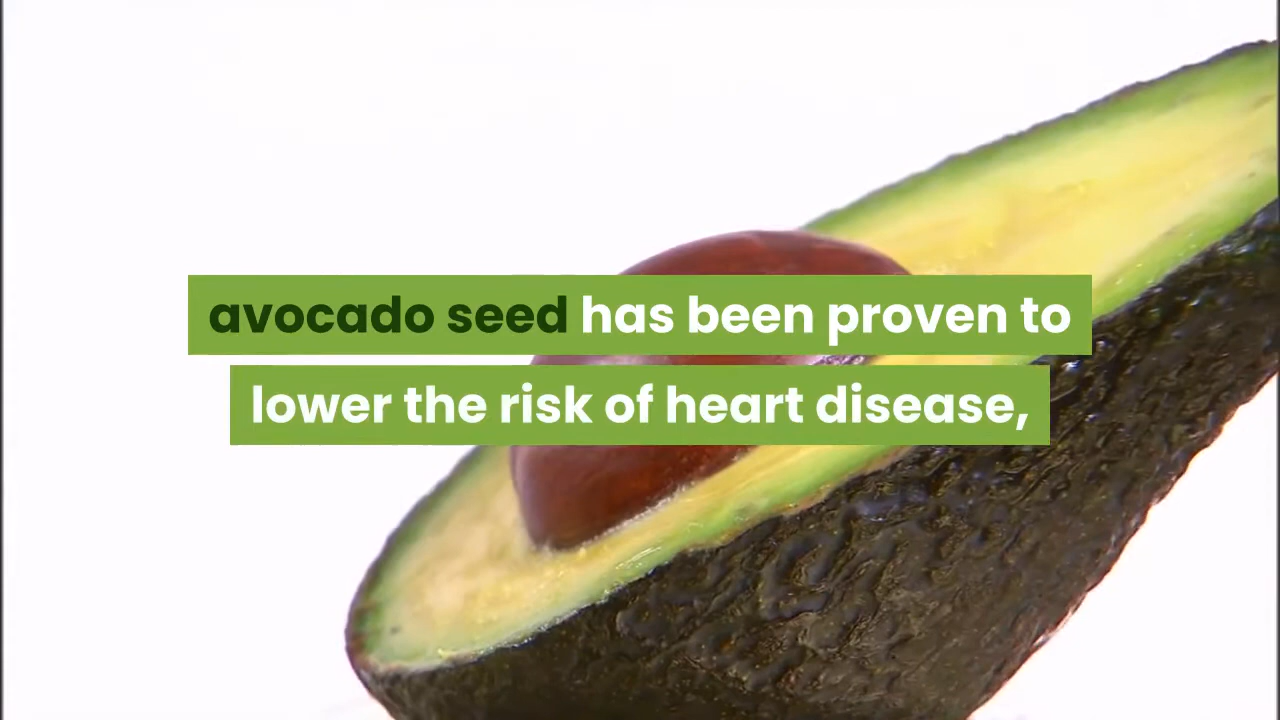 avocado seed has been proven to
lower the risk of heart disease,